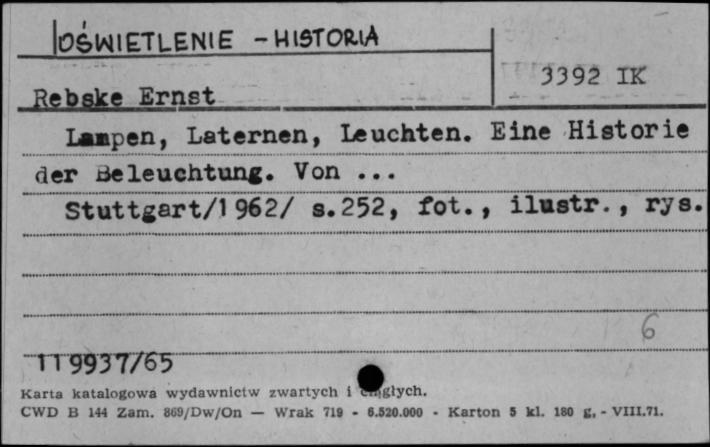 OŚWIETLENIE - HISTORIA
3392 IK
Rebske Ernst
Lampen, Laternen, Leuchten. Eine Historie
der Beleuchtung. Von ...
Stuttgart/1962/ s.252, fot., ilustr., rys.
6
119937/65
Karta katalogowa wydawnictw zwartych i ciągłych.
CWD B 144 Zam. 869/Dw/On — Wrak 719 - 6.520.000 - Karton 5 kl. 180 g, - VIII.71.